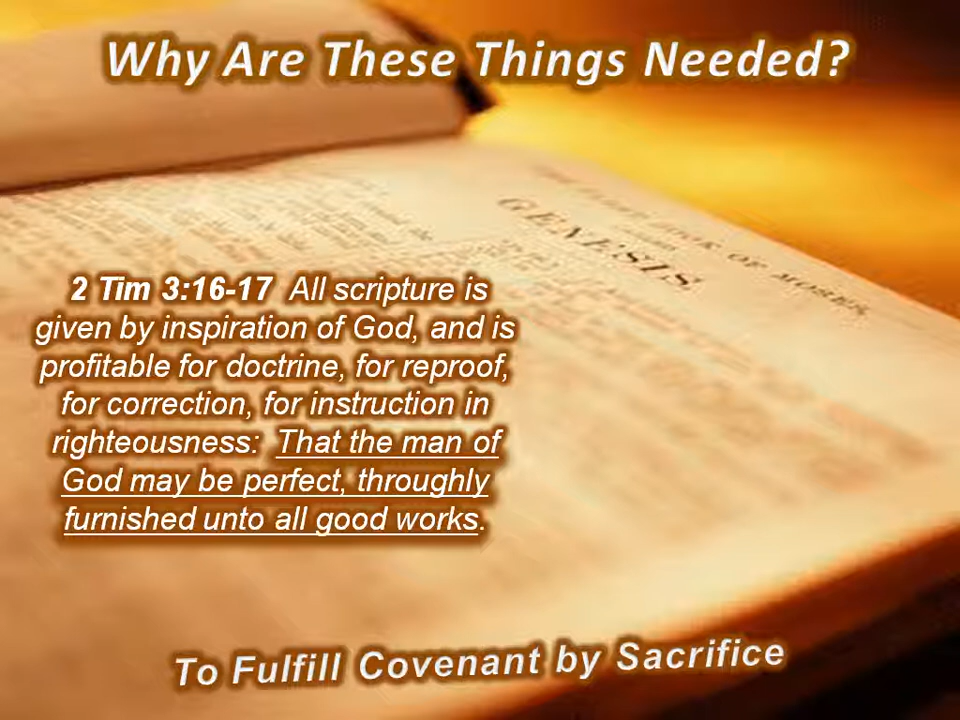 Why Are These Things Needed?
GENESIS
2 Tim 3:16-17  All scripture is
given by inspiration of God, and is
profitable for doctrine, for reproof,
for correction, for instruction in
righteousness:  That the man of
God may be perfect, throughly
furnished unto all good works.
To Fulfill Covenant by Sacrifice